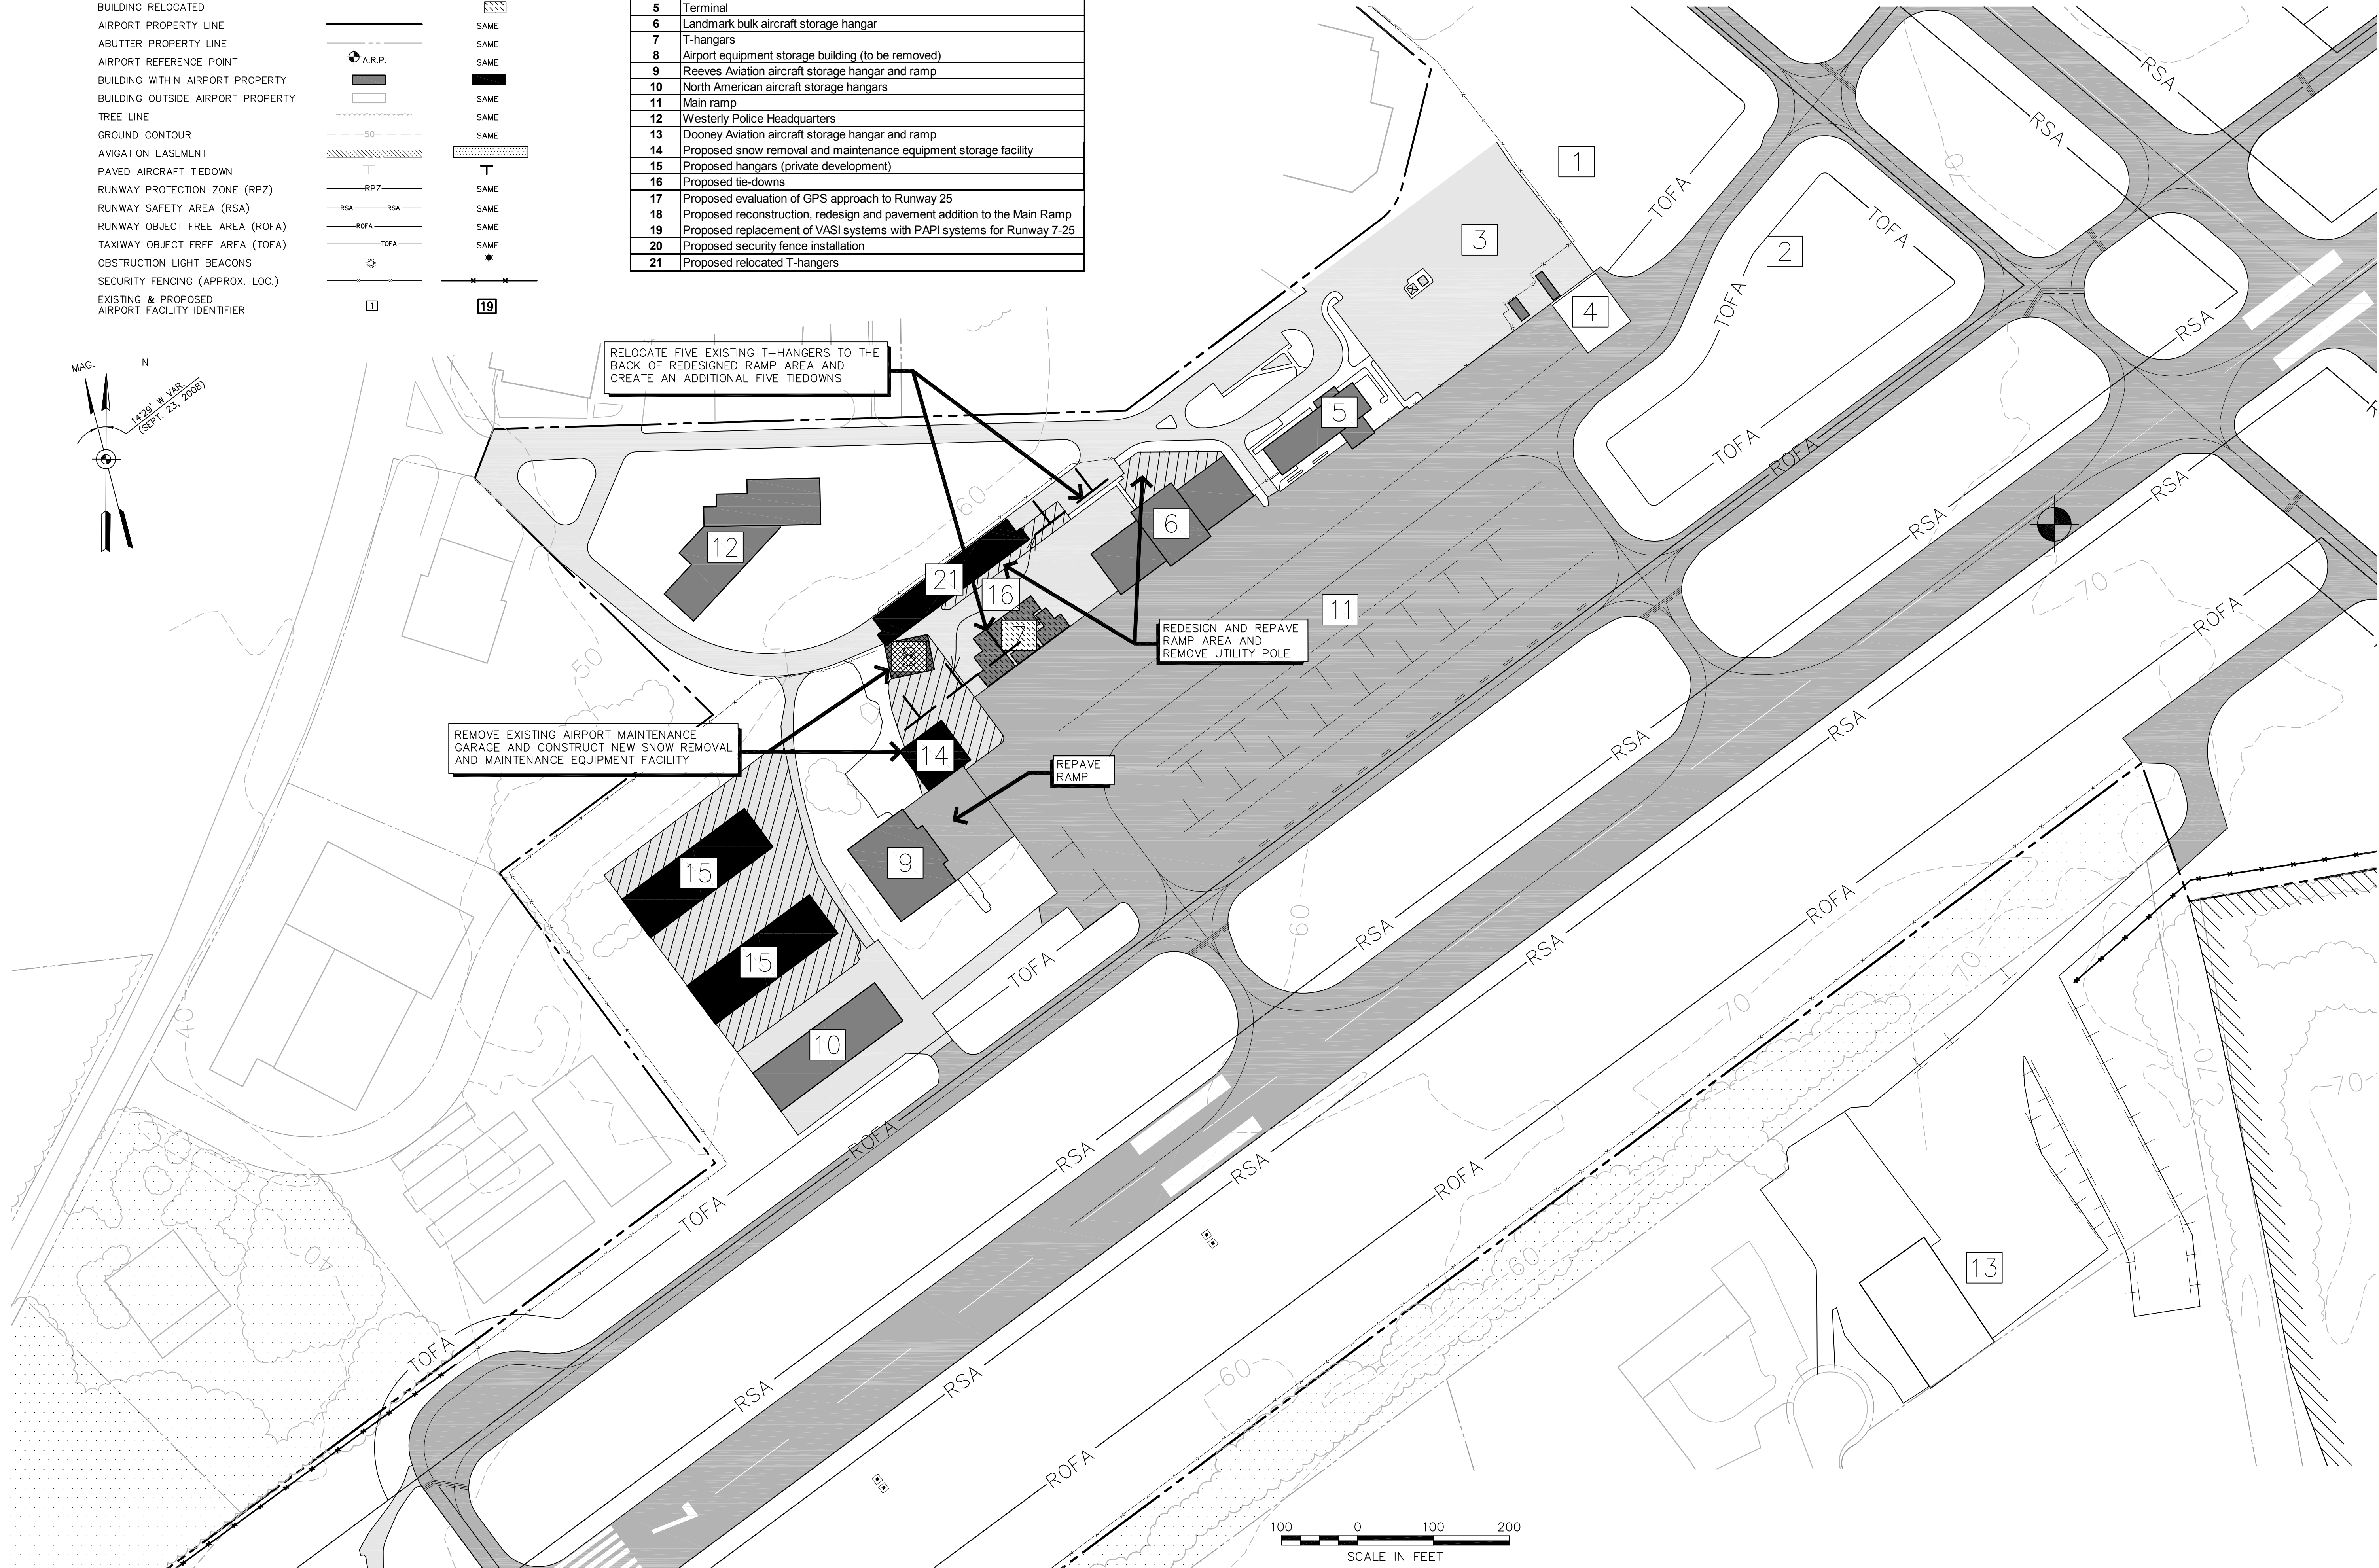 BUILDING RELOCATED
AIRPORT PROPERTY LINE SAME
ABUTTER PROPERTY LINE SAME
AIRPORT REFERENCE POINT A.R.P. SAME
BUILDING WITHIN AIRPORT PROPERTY
BUILDING OUTSIDE AIRPORT PROPERTY SAME
TREE LINE SAME
GROUND CONTOUR 50 SAME
AVIGATION EASEMENT
PAVED AIRCRAFT TIEDOWN
RUNWAY PROTECTION ZONE (RPZ) RPZ SAME
RUNWAY SAFETY AREA (RSA) RSA RSA SAME
RUNWAY OBJECT FREE AREA (ROFA) ROFA SAME
TAXIWAY OBJECT FREE AREA (TOFA) TOFA SAME
OBSTRUCTION LIGHT BEACONS
SECURITY FENCING (APPROX. LOC.)
EXISTING & PROPOSED
AIRPORT FACILITY IDENTIFIER 1 19
5 Terminal
6 Landmark bulk aircraft storage hangar
7 T-hangars
8 Airport equipment storage building (to be removed)
9 Reeves Aviation aircraft storage hangar and ramp
10 North American aircraft storage hangars
11 Main ramp
12 Westerly Police Headquarters
13 Dooney Aviation aircraft storage hangar and ramp
14 Proposed snow removal and maintenance equipment storage facility
15 Proposed hangars (private development)
16 Proposed tie-downs
17 Proposed evaluation of GPS approach to Runway 25
18 Proposed reconstruction, redesign and pavement addition to the Main Ramp
19 Proposed replacement of VASI systems with PAPI systems for Runway 7-25
20 Proposed security fence installation
21 Proposed relocated T-hangers
MAG. N
14°29' W VAR.
(SEPT. 23, 2008)
RELOCATE FIVE EXISTING T-HANGERS TO THE
BACK OF REDESIGNED RAMP AREA AND
CREATE AN ADDITIONAL FIVE TIEDOWNS
REDESIGN AND REPAVE
RAMP AREA AND
REMOVE UTILITY POLE
REMOVE EXISTING AIRPORT MAINTENANCE
GARAGE AND CONSTRUCT NEW SNOW REMOVAL
AND MAINTENANCE EQUIPMENT FACILITY
REPAVE
RAMP
1
2
3
4
5
6
7
8
9
10
11
12
13
14
15
15
16
21
RSA
RSA
RSA
RSA
RSA
RSA
RSA
RSA
RSA
RSA
RSA
RSA
RSA
RSA
TOFA
TOFA
TOFA
TOFA
TOFA
TOFA
TOFA
ROFA
ROFA
ROFA
ROFA
ROFA
ROFA
70
70
70
70
70
70
60
60
60
60
50
40
40
7
100 0 100 200
SCALE IN FEET